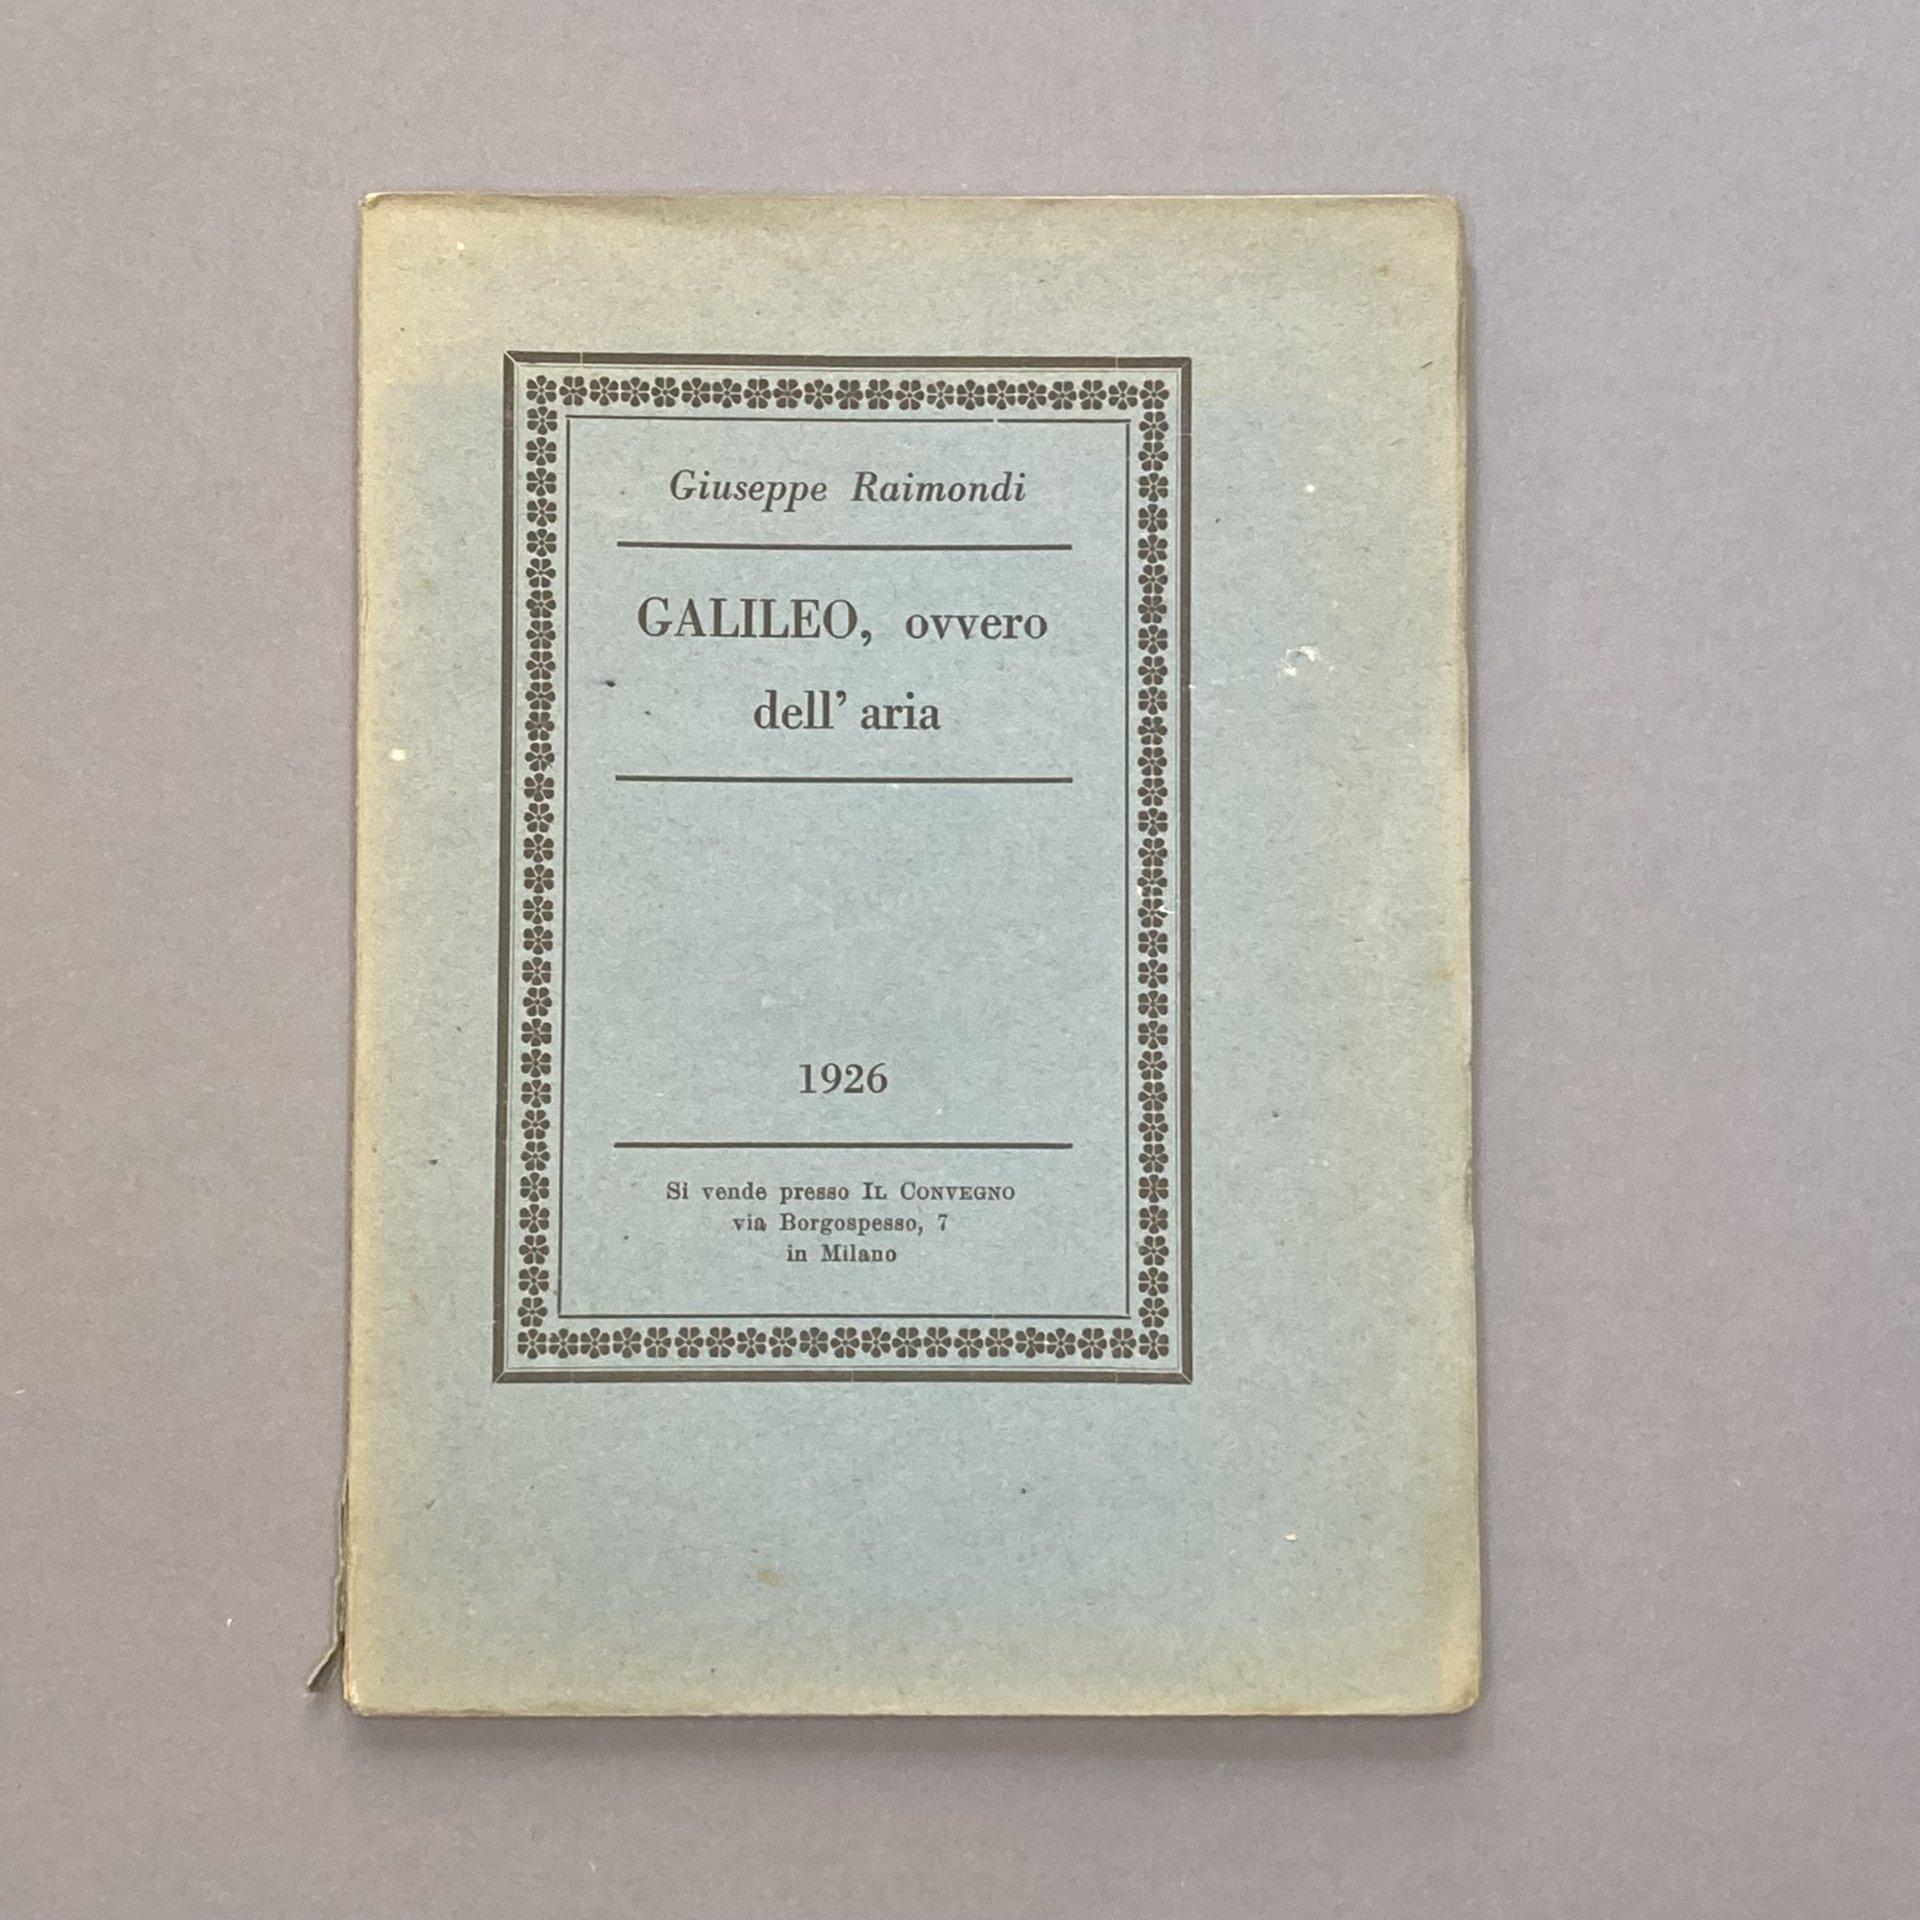 Giuseppe Raimondi
GALILEO, ovvero
dell' aria
1926
Si vende presso IL CONVEGNO
via Borgospesso, 7
in Milano